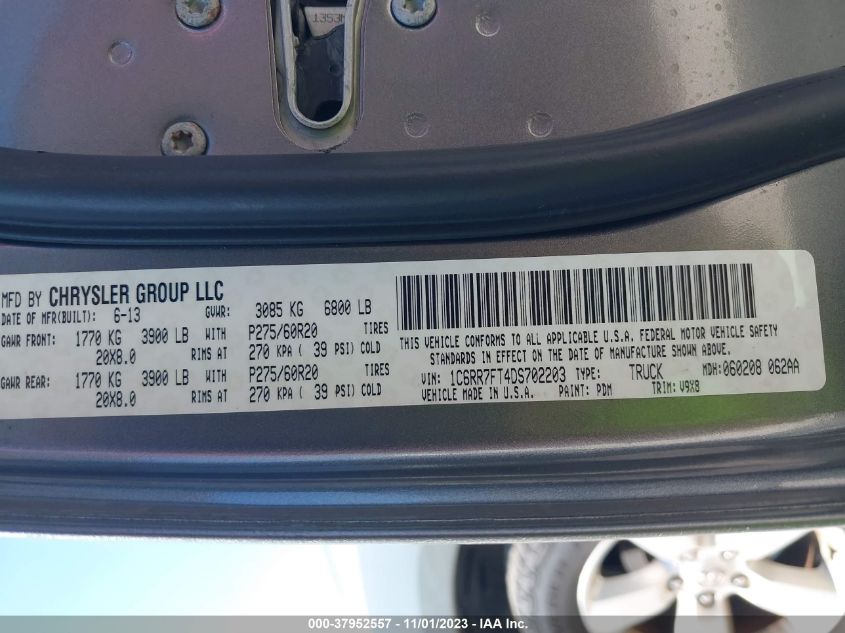 1353M
MFD BY CHRYSLER GROUP LLC
DATE OF MFR(BUILT): 6-13 GVWR: 3085 KG 6800 LB
GAWR FRONT: 1770 KG 3900 LB WITH P275/60R20 TIRES
20X8.0 RIMS AT 270 KPA ( 39 PSI) COLD
GAWR REAR: 1770 KG 3900 LB WITH P275/60R20 TIRES
20X8.0 RIMS AT 270 KPA ( 39 PSI) COLD
THIS VEHICLE CONFORMS TO ALL APPLICABLE U.S.A. FEDERAL MOTOR VEHICLE SAFETY
STANDARDS IN EFFECT ON THE DATE OF MANUFACTURE SHOWN ABOVE.
VIN: 1C6RR7FT4DS702203 TYPE: TRUCK MDH: 060208 062AA
VEHICLE MADE IN U.S.A. PAINT: PDM TRIM: V9X8
000-37952557 - 11/01/2023 - IAAI.COM